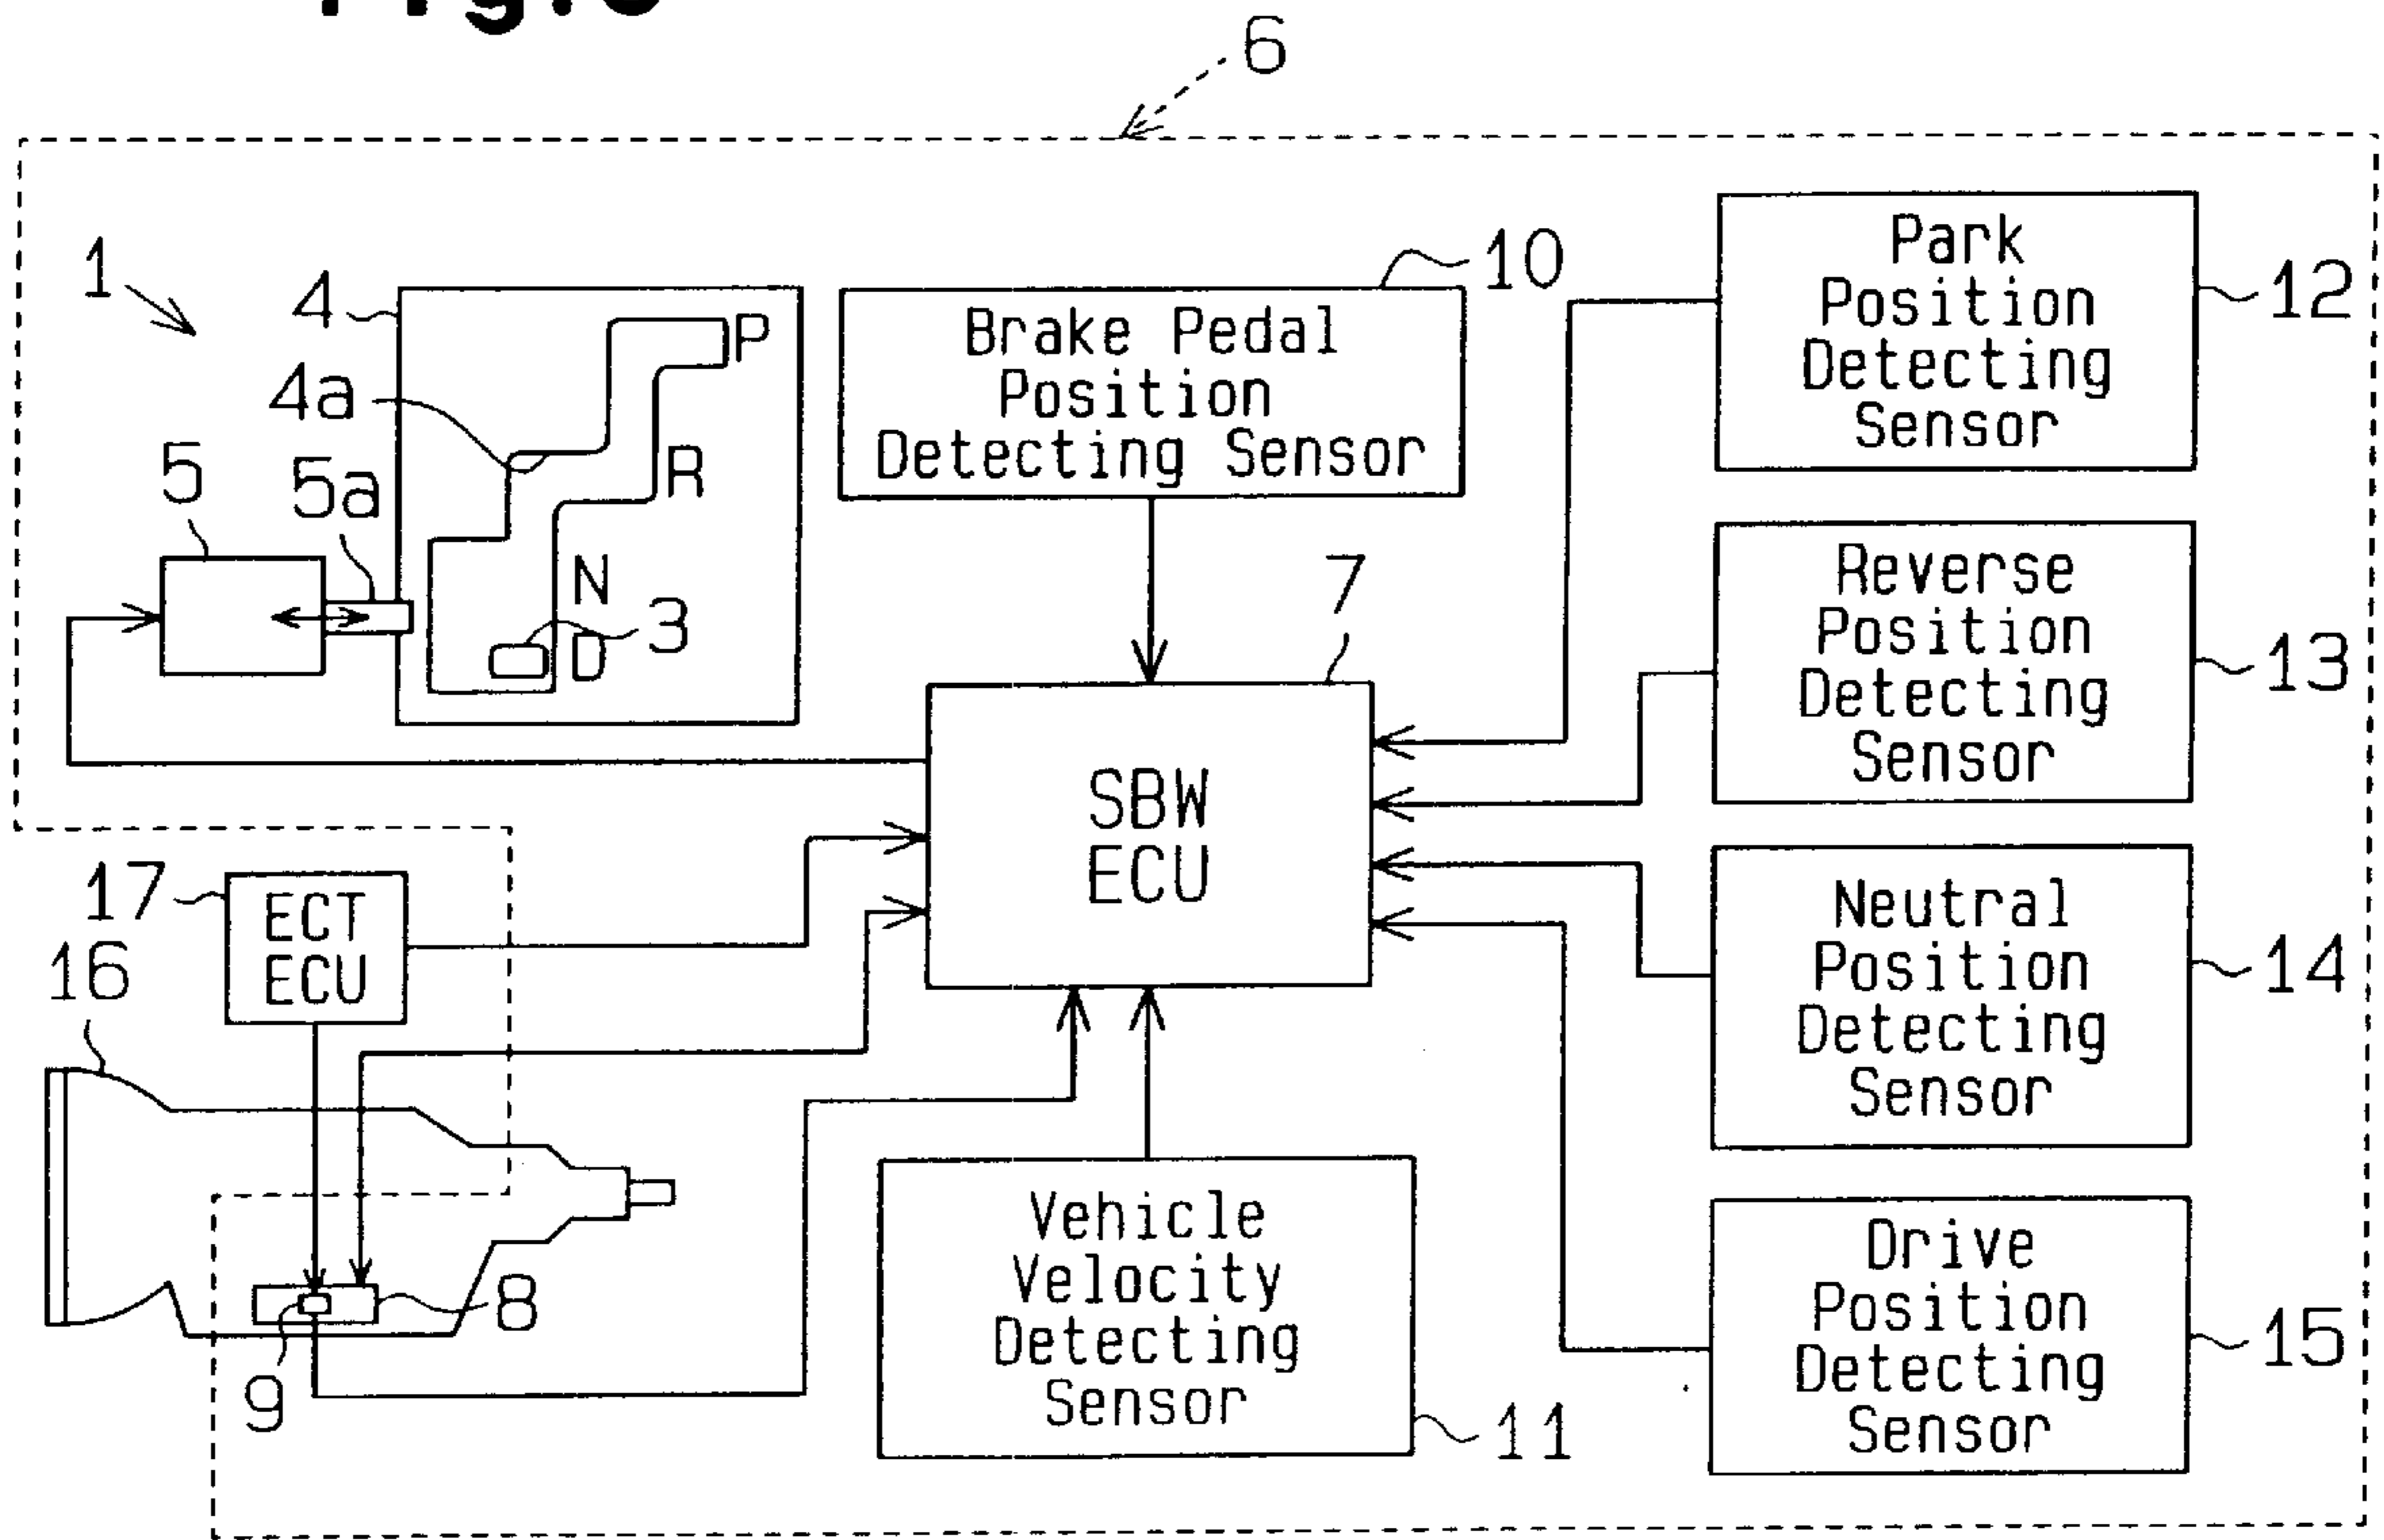 6
1
4
P
4a
R
5
5a
N
3
D
10
Brake Pedal
Position
Detecting Sensor
Park
Position
Detecting
Sensor
12
7
SBW
ECU
Reverse
Position
Detecting
Sensor
13
17
ECT
ECU
16
8
9
Neutral
Position
Detecting
Sensor
14
Vehicle
Velocity
Detecting
Sensor
11
Drive
Position
Detecting
Sensor
15